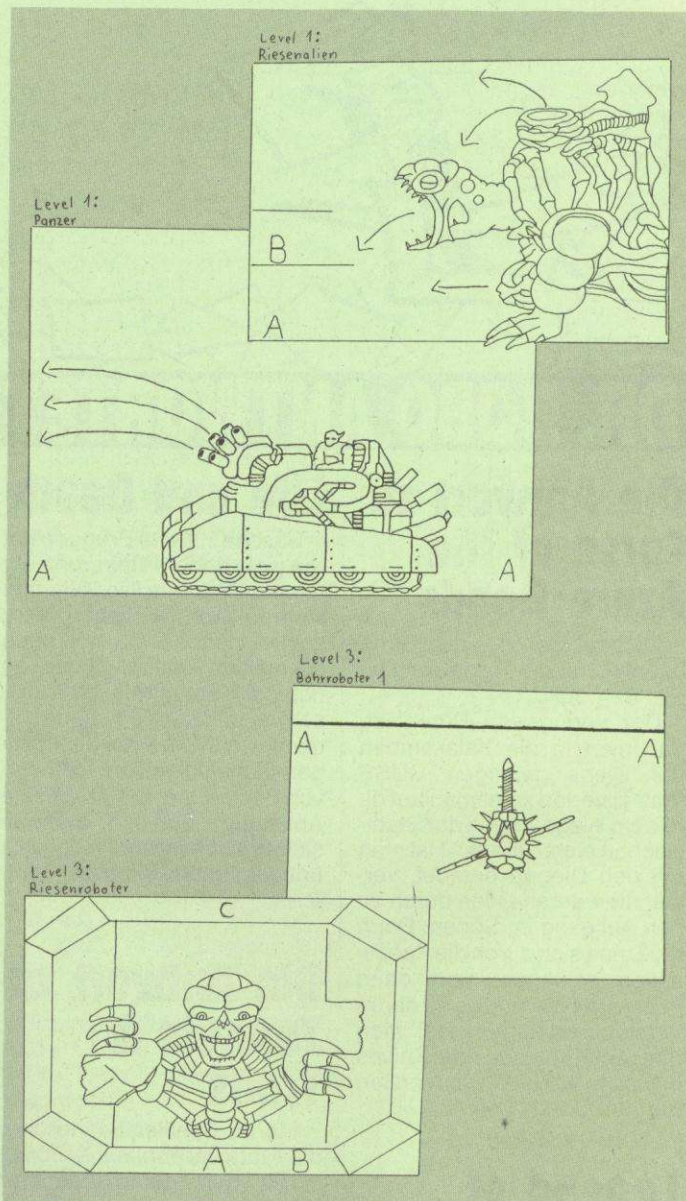 Level 1:
Riesenalien
B
A
Level 1:
Panzer
A A
Level 3:
Bohrroboter 1
A A
Level 3:
Riesenroboter
C
A B